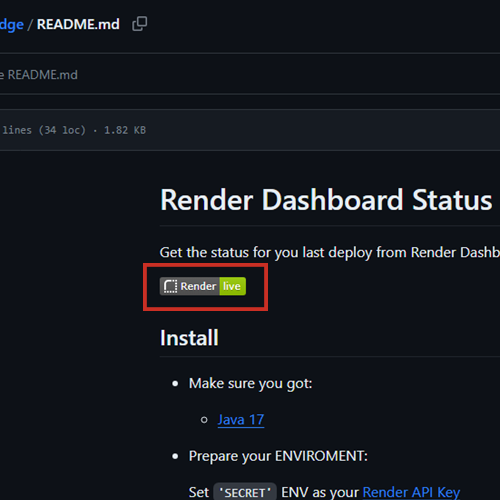 dge / README.md
e README.md
lines (34 loc) · 1.82 KB
Render Dashboard Status
Get the status for you last deploy from Render Dashb
Render live
Install
Make sure you got:
Java 17
Prepare your ENVIROMENT:
Set 'SECRET' ENV as your Render API Key